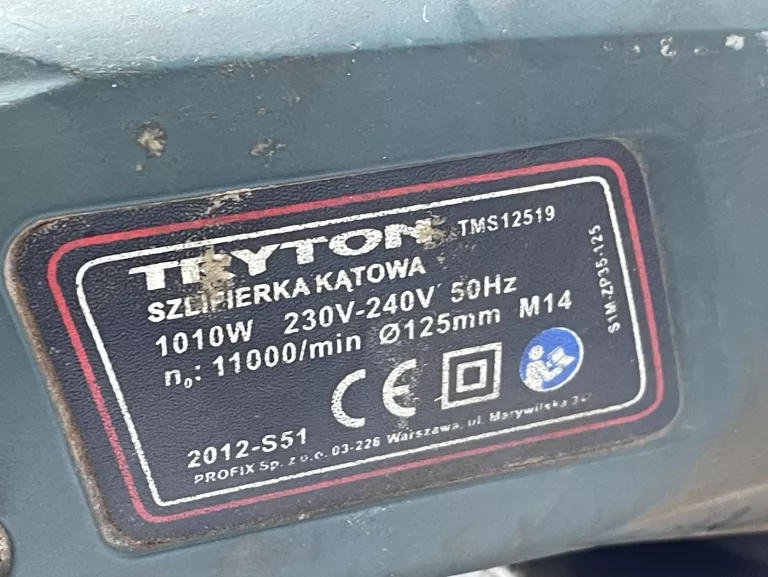 TRYTON TMS12519
SZLIFIERKA KĄTOWA
1010W 230V-240V 50Hz
n₀: 11000/min Ø125mm M14
S1M-ZP35-125
CE
2012-S51
PROFIX Sp. z o.o. 03-226 Warszawa, ul. Marywilska